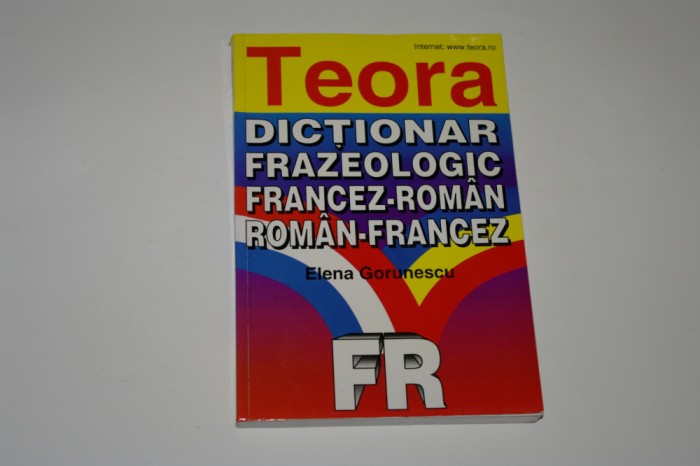 Internet: www.teora.ro
Teora
DICȚIONAR
FRAZEOLOGIC
FRANCEZ-ROMÂN
ROMÂN-FRANCEZ
Elena Gorunescu
FR